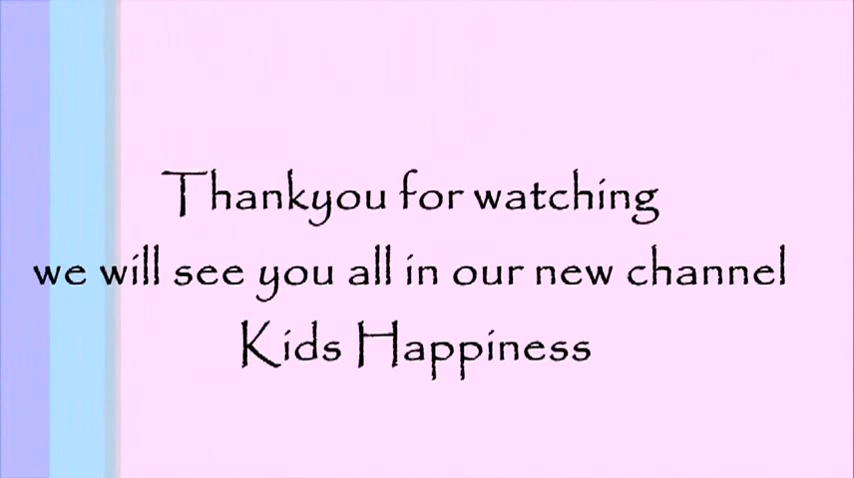 Thankyou for watching
we will see you all in our new channel
Kids Happiness